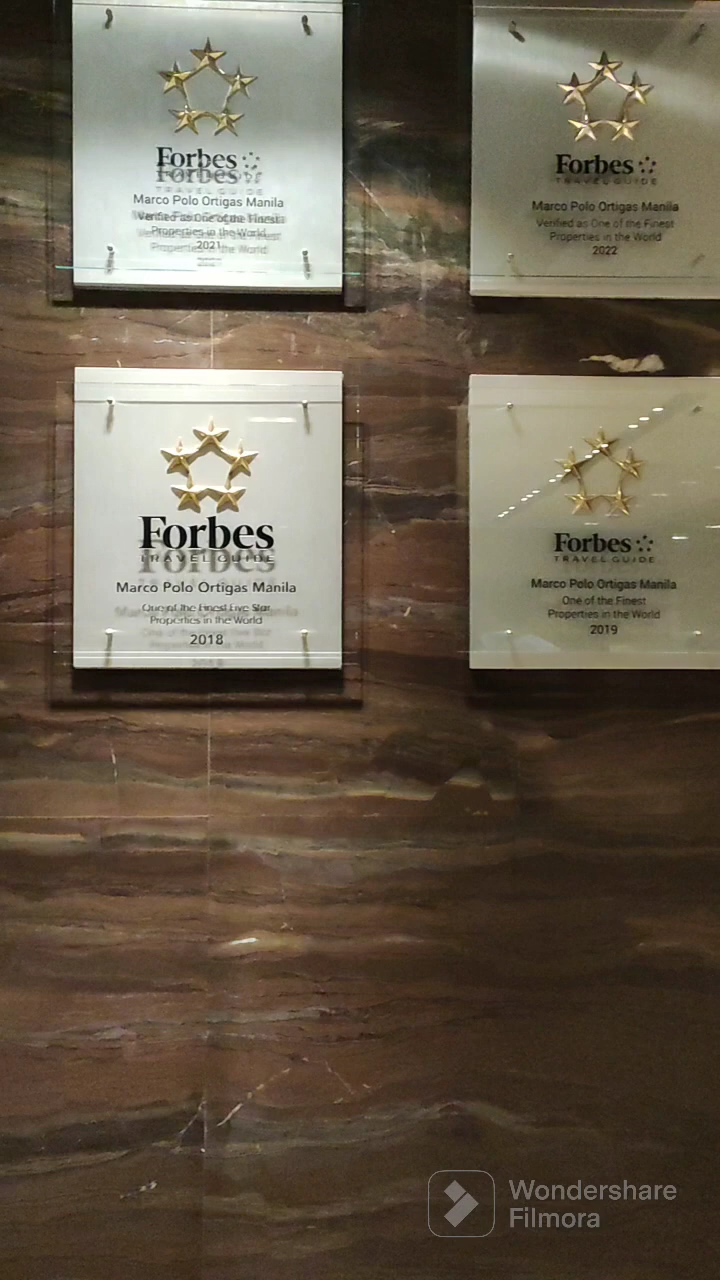 Forbes
TRAVEL GUIDE
Marco Polo Ortigas Manila
Verified as One of the Finest
Properties in the World
2021
Forbes
TRAVEL GUIDE
Marco Polo Ortigas Manila
Verified as One of the Finest
Properties in the World
2022
Forbes
TRAVEL GUIDE
Marco Polo Ortigas Manila
One of the Finest Five Star
Properties in the World
2018
Forbes
TRAVEL GUIDE
Marco Polo Ortigas Manila
One of the Finest
Properties in the World
2019
Wondershare
Filmora